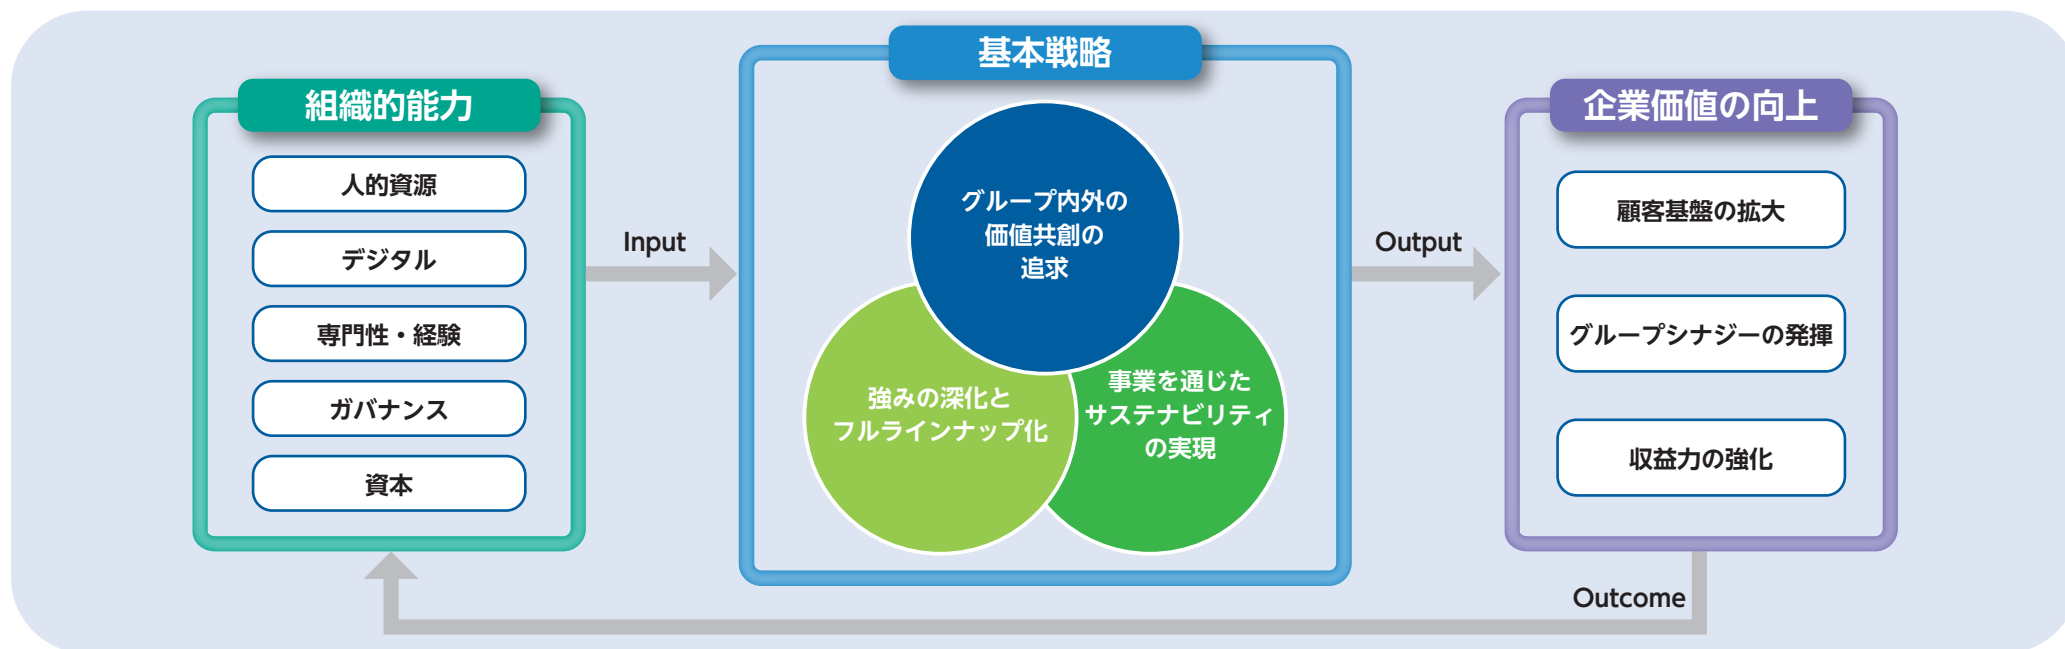 組織的能力
人的資源
デジタル
専門性・経験
ガバナンス
資本
Input
基本戦略
グループ内外の
価値共創の
追求
強みの深化と
フルラインナップ化
事業を通じた
サステナビリティ
の実現
Output
企業価値の向上
顧客基盤の拡大
グループシナジーの発揮
収益力の強化
Outcome